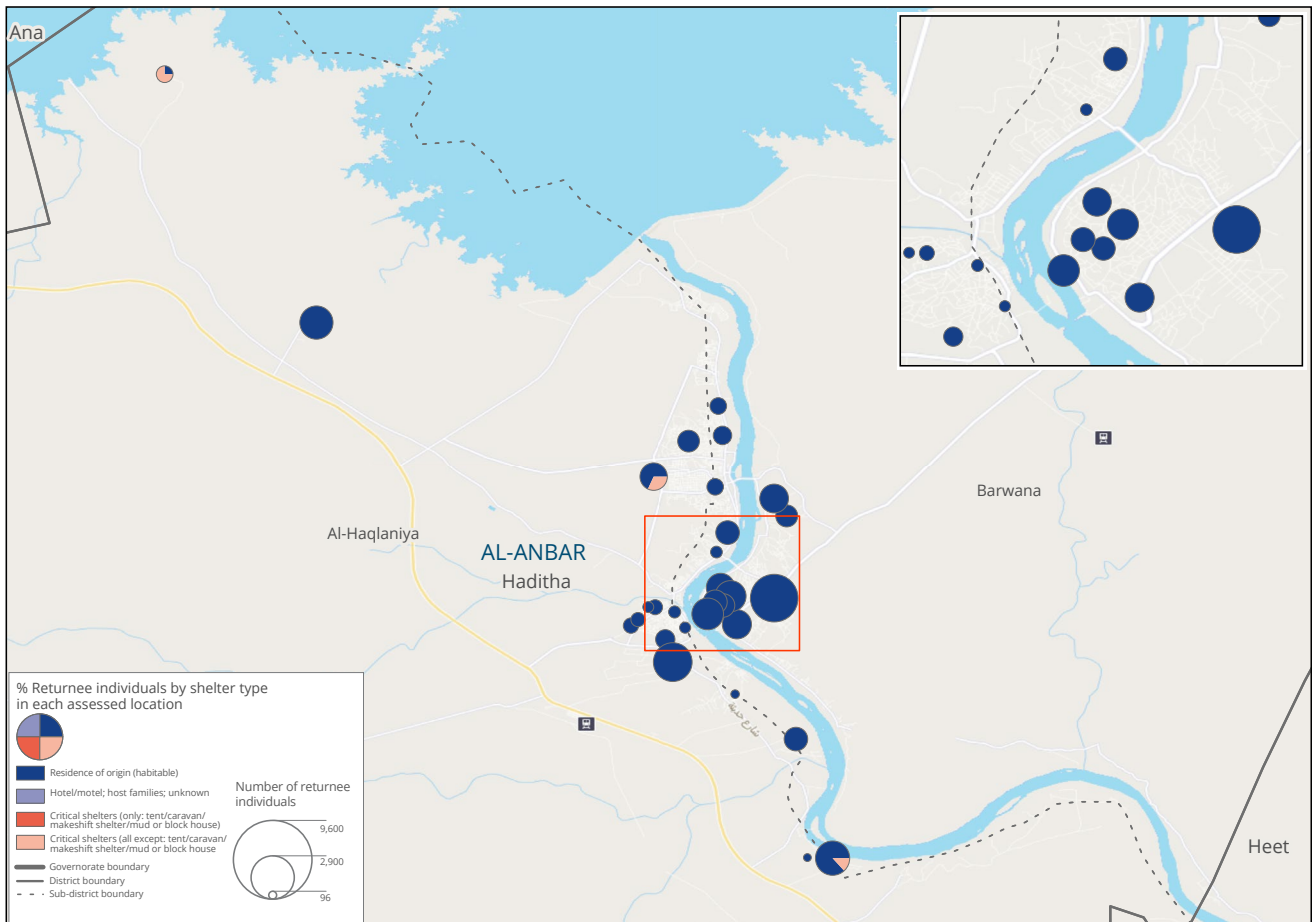 Ana
Al-Haqlaniya
AL-ANBAR
Haditha
Barwana
شارع حديثة
Heet
% Returnee individuals by shelter type
in each assessed location
Residence of origin (habitable)
Hotel/motel; host families; unknown
Critical shelters (only: tent/caravan/
makeshift shelter/mud or block house)
Critical shelters (all except: tent/caravan/
makeshift shelter/mud or block house
Governorate boundary
District boundary
Sub-district boundary
Number of returnee
individuals
9,600
2,900
96